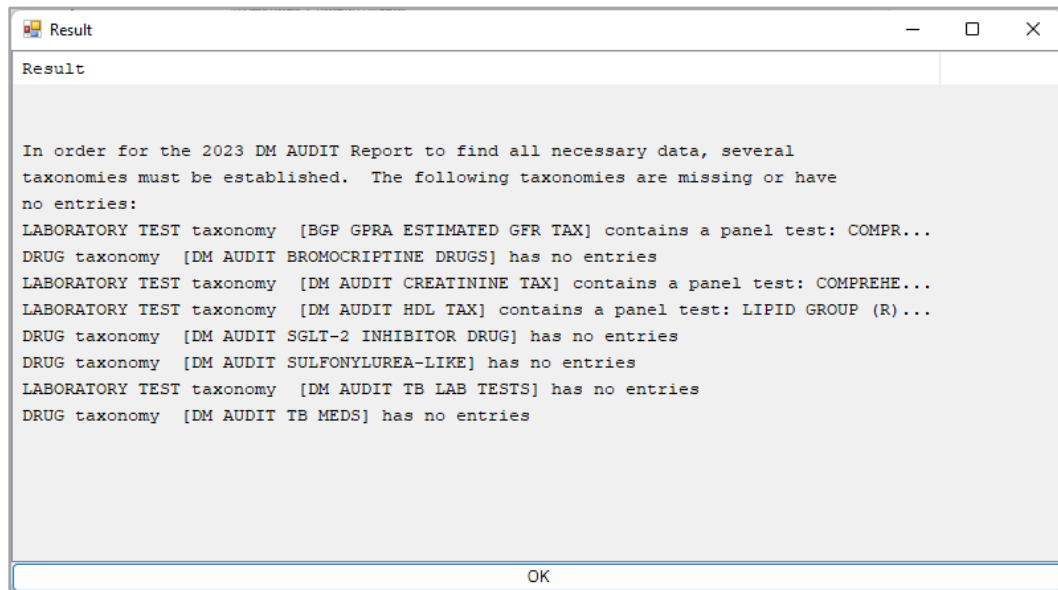 Result
Result
In order for the 2023 DM AUDIT Report to find all necessary data, several
taxonomies must be established.  The following taxonomies are missing or have
no entries:
LABORATORY TEST taxonomy  [BGP GPRA ESTIMATED GFR TAX] contains a panel test: COMPR...
DRUG taxonomy  [DM AUDIT BROMOCRIPTINE DRUGS] has no entries
LABORATORY TEST taxonomy  [DM AUDIT CREATININE TAX] contains a panel test: COMPREHE...
LABORATORY TEST taxonomy  [DM AUDIT HDL TAX] contains a panel test: LIPID GROUP (R)...
DRUG taxonomy  [DM AUDIT SGLT-2 INHIBITOR DRUG] has no entries
DRUG taxonomy  [DM AUDIT SULFONYLUREA-LIKE] has no entries
LABORATORY TEST taxonomy  [DM AUDIT TB LAB TESTS] has no entries
DRUG taxonomy  [DM AUDIT TB MEDS] has no entries
OK